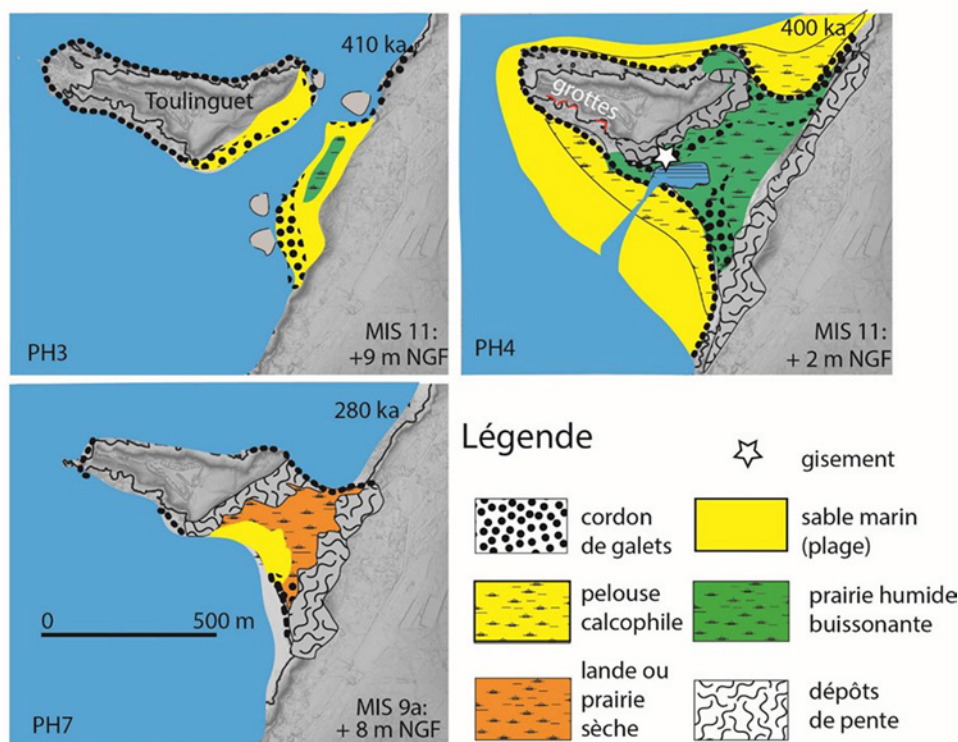 410 ka
Toulinguet
PH3
MIS 11:
+9 m NGF
400 ka
grottes
PH4
MIS 11:
+ 2 m NGF
280 ka
0
500 m
PH7
MIS 9a:
+ 8 m NGF
Légende
gisement
cordon
de galets
sable marin
(plage)
pelouse
calcophile
prairie humide
buissonante
lande ou
prairie
sèche
dépôts
de pente